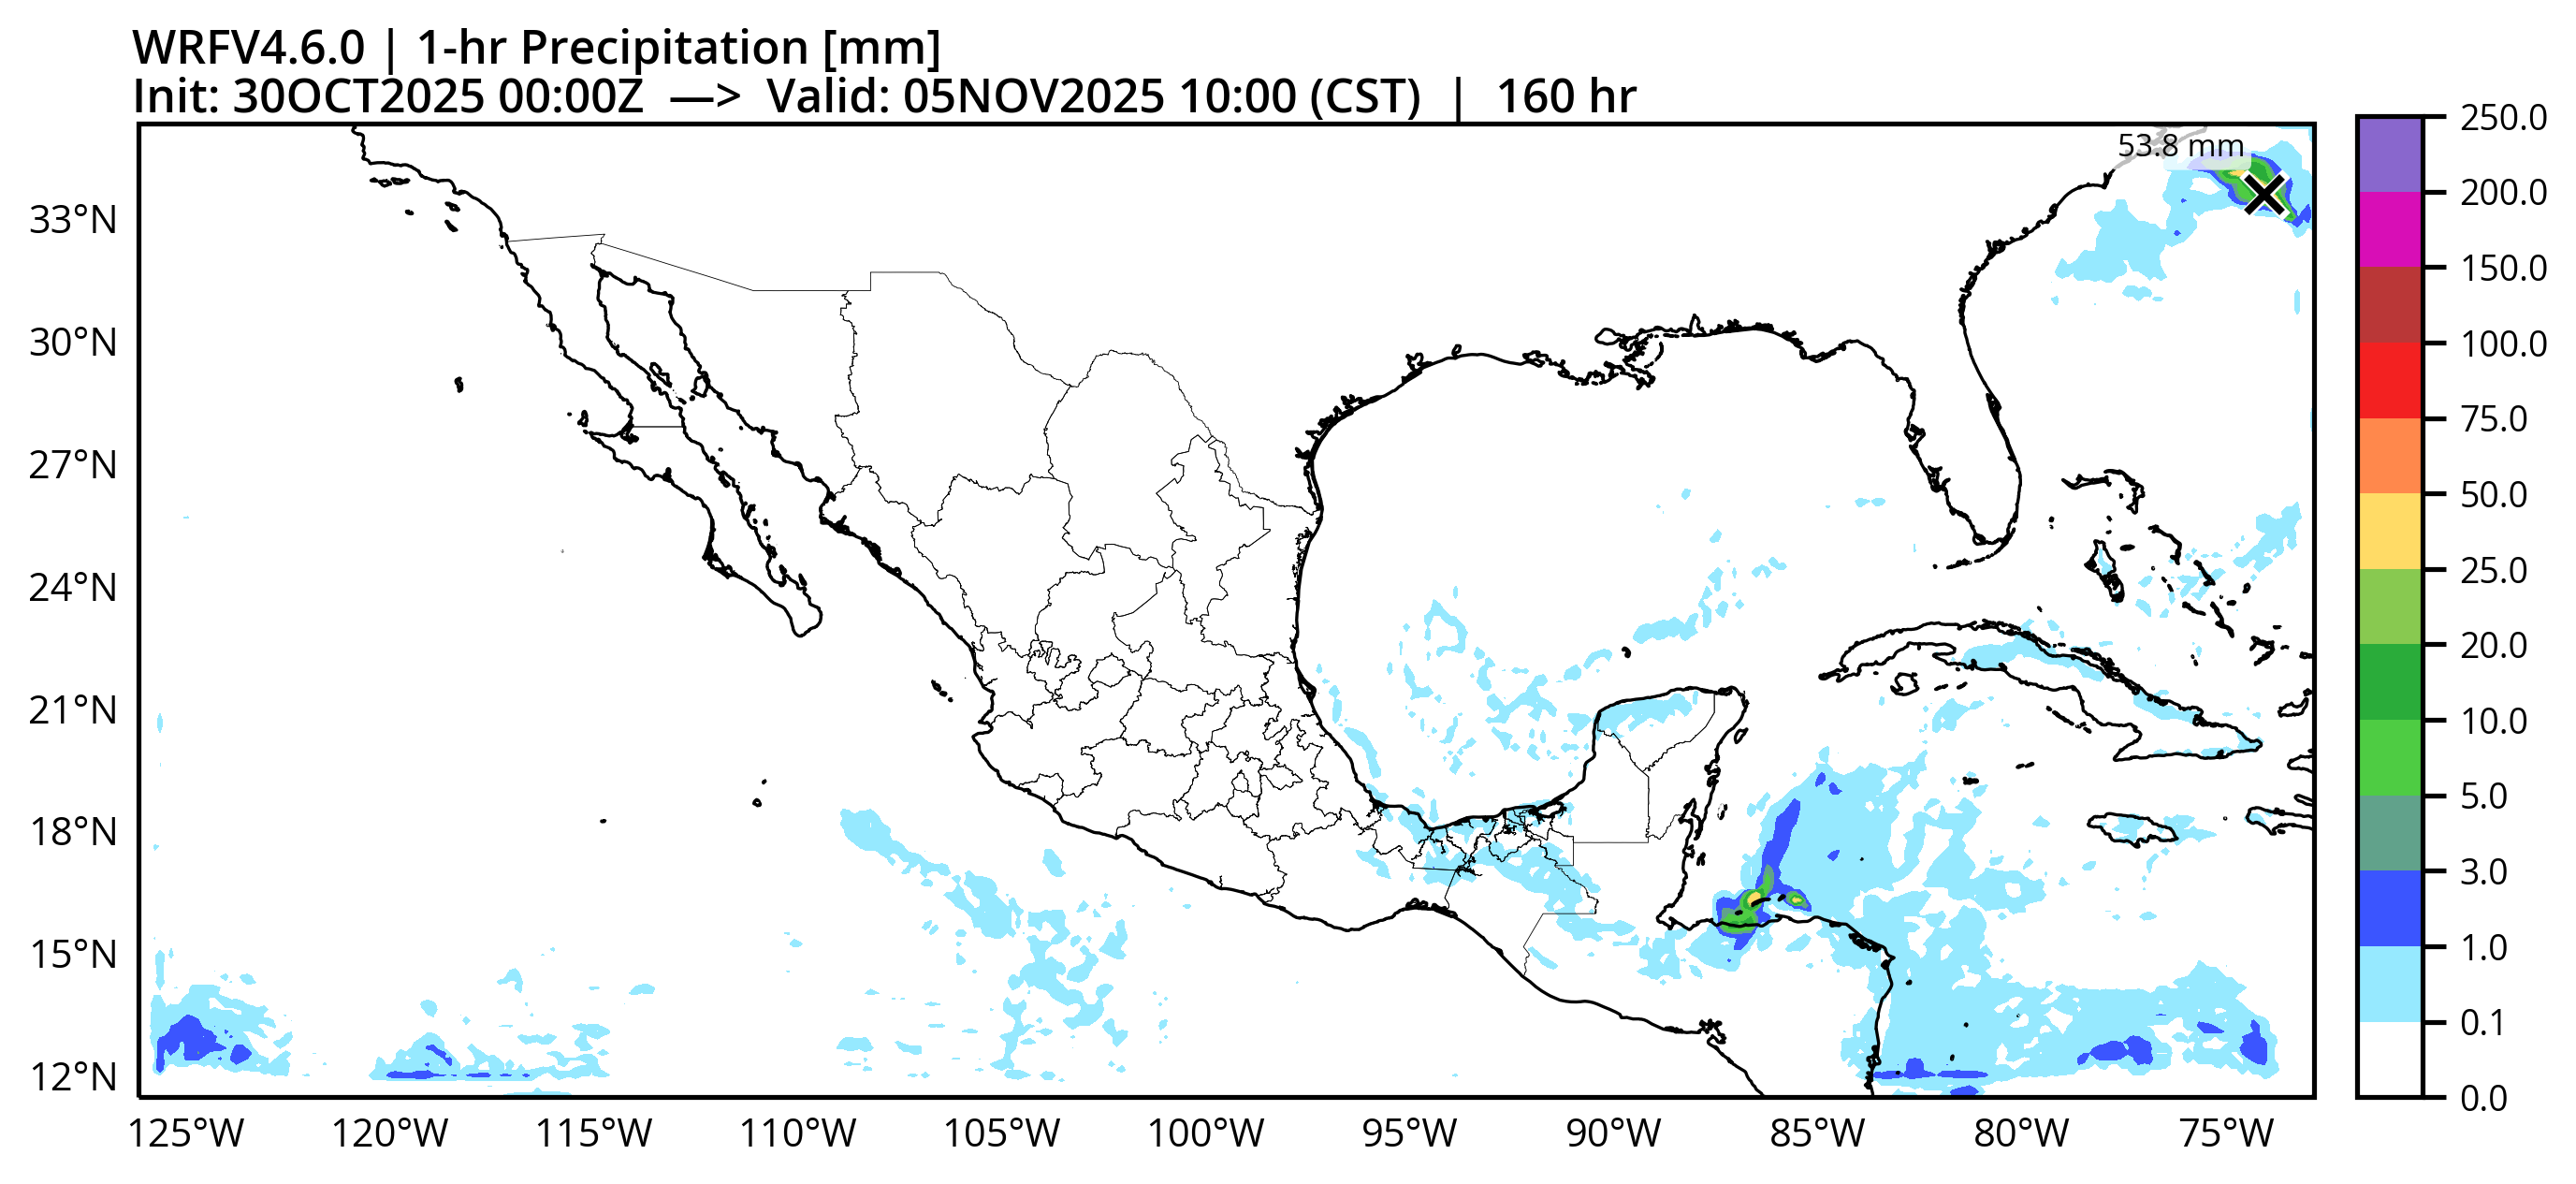 WRFV4.6.0 | 1-hr Precipitation [mm]
Init: 30OCT2025 00:00Z —> Valid: 05NOV2025 10:00 (CST) | 160 hr
53.8 mm
33°N
30°N
27°N
24°N
21°N
18°N
15°N
12°N
125°W 120°W 115°W 110°W 105°W 100°W 95°W 90°W 85°W 80°W 75°W
250.0
200.0
150.0
100.0
75.0
50.0
25.0
20.0
10.0
5.0
3.0
1.0
0.1
0.0